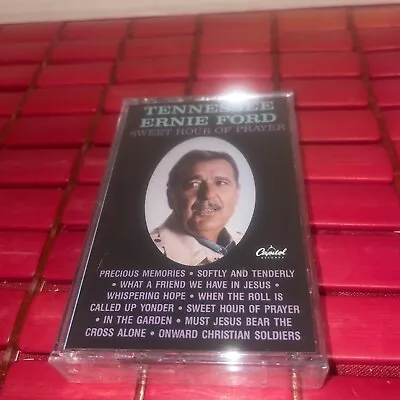 TENNESSEE
ERNIE FORD
SWEET HOUR OF PRAYER
Capitol
RECORDS
PRECIOUS MEMORIES • SOFTLY AND TENDERLY
• WHAT A FRIEND WE HAVE IN JESUS •
WHISPERING HOPE • WHEN THE ROLL IS
CALLED UP YONDER • SWEET HOUR OF PRAYER
• IN THE GARDEN • MUST JESUS BEAR THE
CROSS ALONE • ONWARD CHRISTIAN SOLDIERS